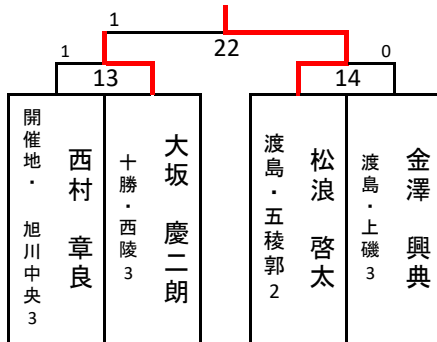 1
22
1
0
13
14
開催地・ 旭川中央3
西村 章良
十勝・西陵3
大坂 慶二朗
渡島・五稜郭2
松浪 啓太
渡島・上磯3
金澤 興典